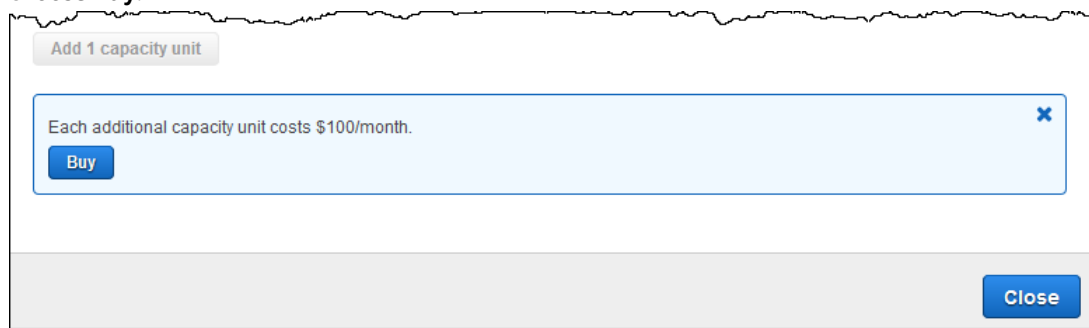 Add 1 capacity unit
Each additional capacity unit costs $100/month.
Buy
Close